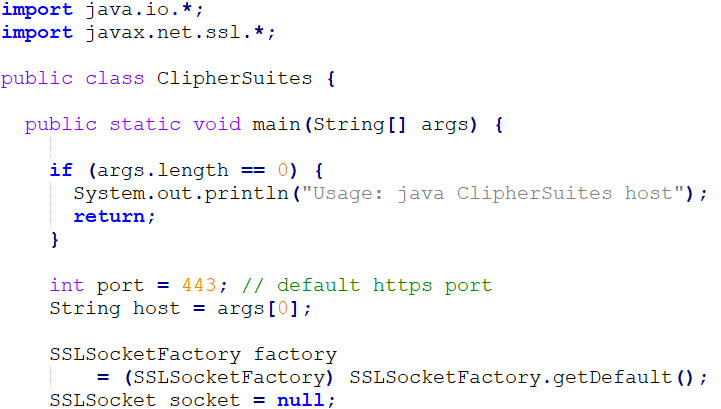 import java.io.*;
import javax.net.ssl.*;

public class ClipherSuites {

  public static void main(String[] args) {

    if (args.length == 0) {
      System.out.println("Usage: java ClipherSuites host");
      return;
    }

    int port = 443; // default https port
    String host = args[0];

    SSLSocketFactory factory
        = (SSLSocketFactory) SSLSocketFactory.getDefault();
    SSLSocket socket = null;